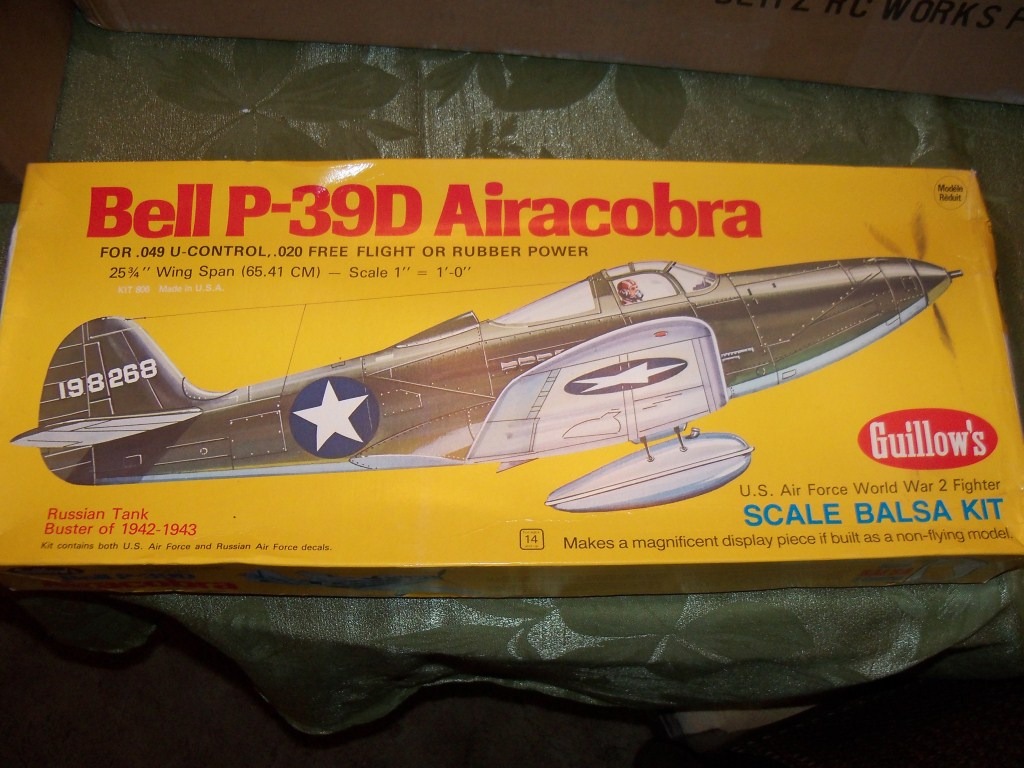 RC WORKS
Bell P-39D Airacobra
Modèle
Réduit
FOR .049 U-CONTROL, .020 FREE FLIGHT OR RUBBER POWER
25¾" Wing Span (65.41 CM) — Scale 1" = 1'-0"
Made in U.S.A.
198268
Guillow's
U.S. Air Force World War 2 Fighter
SCALE BALSA KIT
Russian Tank
Buster of 1942-1943
Kit contains both U.S. Air Force and Russian Air Force decals.
14
Makes a magnificent display piece if built as a non-flying model.